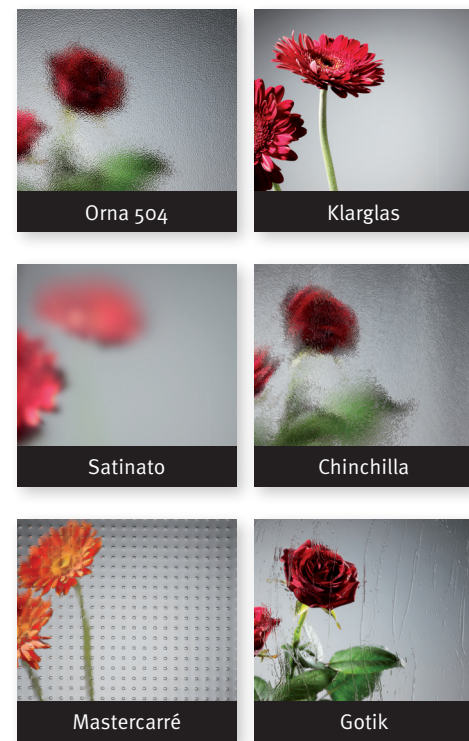 Orna 504
Klarglas
Satinato
Chinchilla
Mastercarré
Gotik